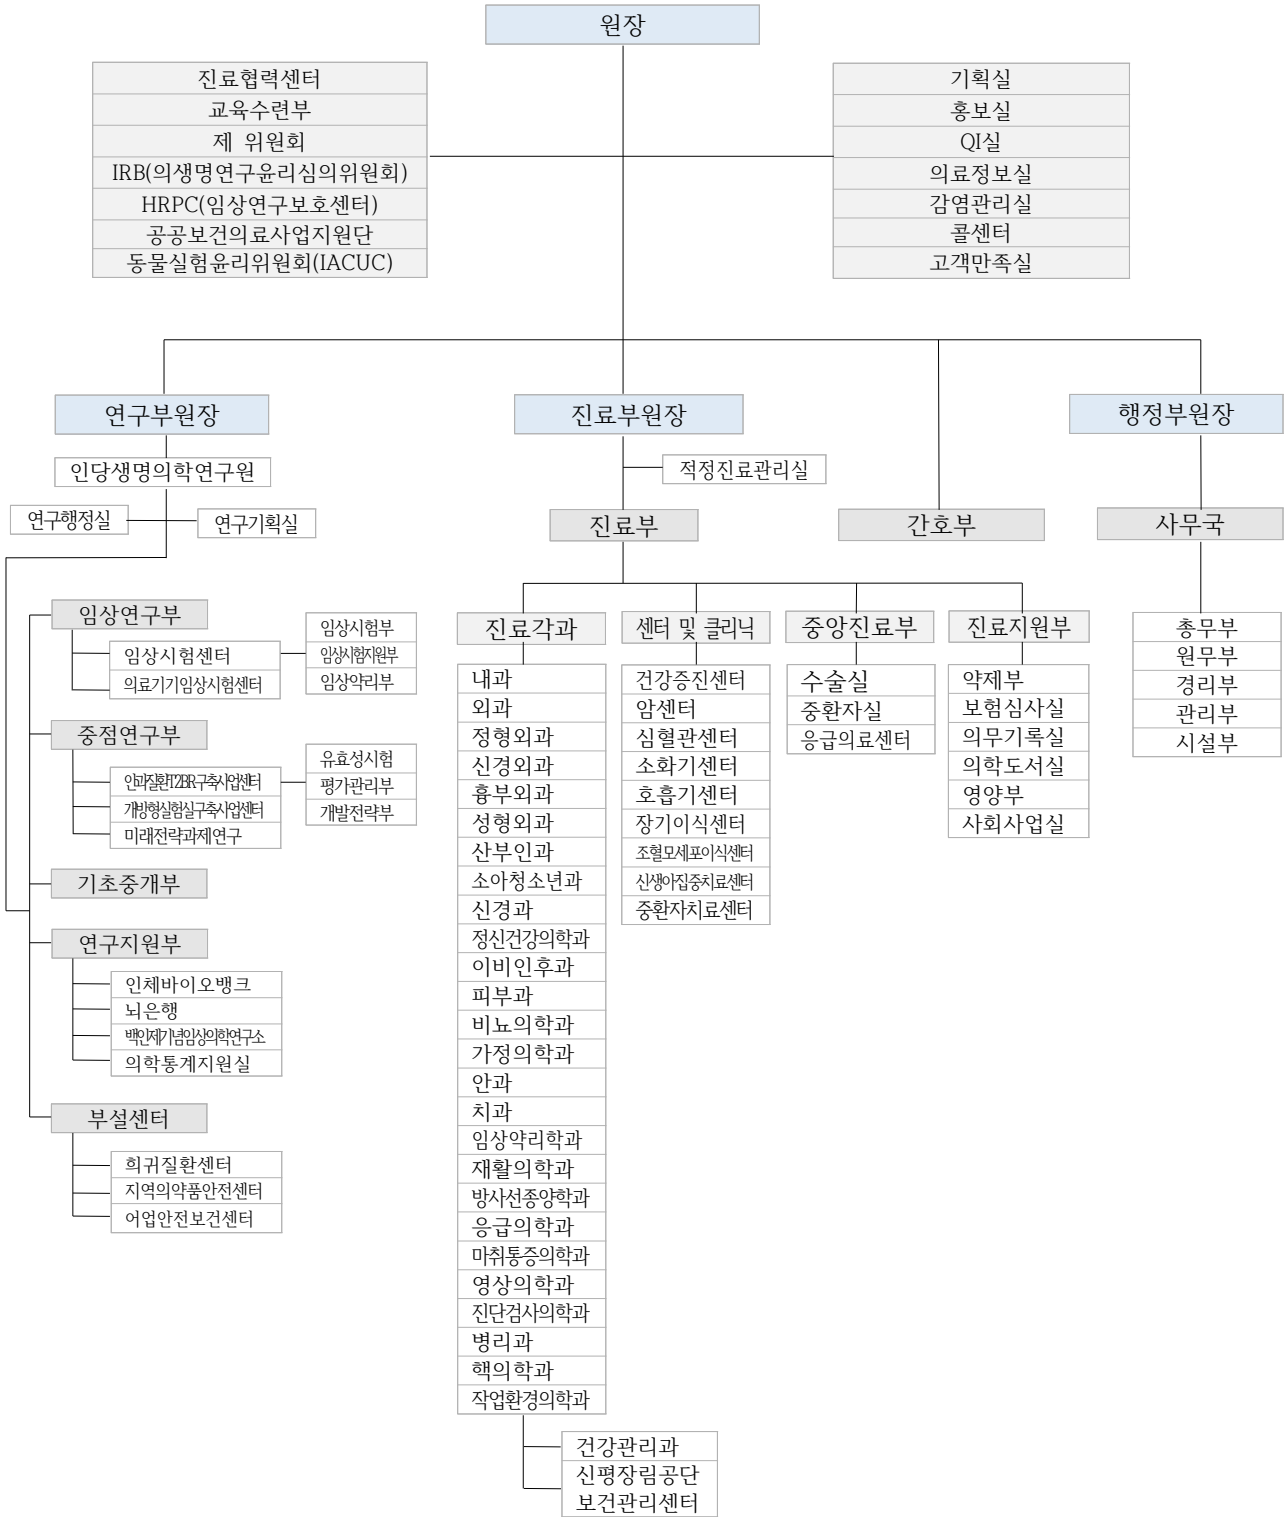 원장
진료협력센터
교육수련부
제 위원회
IRB(의생명연구윤리심의위원회)
HRPC(임상연구보호센터)
공공보건의료사업지원단
동물실험윤리위원회(IACUC)
기획실
홍보실
QI실
의료정보실
감염관리실
콜센터
고객만족실
연구부원장
진료부원장
행정부원장
인당생명의학연구원
적정진료관리실
연구행정실
연구기획실
진료부
간호부
사무국
임상연구부
임상시험센터
의료기기임상시험센터
임상시험부
임상시험지원부
임상약리부
중점연구부
안과질환T2BR구축사업센터
개방형실험실구축사업센터
미래전략과제연구
유효성시험
평가관리부
개발전략부
기초중개부
연구지원부
인체바이오뱅크
뇌은행
백인제기념임상의학연구소
의학통계지원실
부설센터
희귀질환센터
지역의약품안전센터
어업안전보건센터
진료각과
내과
외과
정형외과
신경외과
흉부외과
성형외과
산부인과
소아청소년과
신경과
정신건강의학과
이비인후과
피부과
비뇨의학과
가정의학과
안과
치과
임상약리학과
재활의학과
방사선종양학과
응급의학과
마취통증의학과
영상의학과
진단검사의학과
병리과
핵의학과
작업환경의학과
건강관리과
신평장림공단
보건관리센터
센터 및 클리닉
건강증진센터
암센터
심혈관센터
소화기센터
호흡기센터
장기이식센터
조혈모세포이식센터
신생아집중치료센터
중환자치료센터
중앙진료부
수술실
중환자실
응급의료센터
진료지원부
약제부
보험심사실
의무기록실
의학도서실
영양부
사회사업실
총무부
원무부
경리부
관리부
시설부